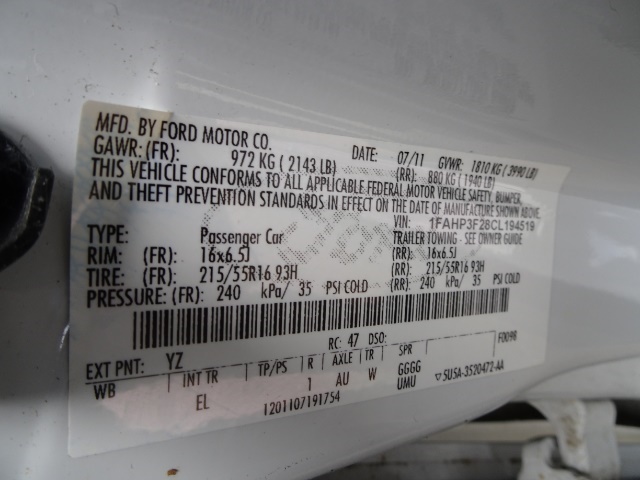 MFD. BY FORD MOTOR CO.
DATE: 07/11 GVWR: 1810 KG (3990 LB)
GAWR: (FR): 972 KG (2143 LB) (RR): 880 KG (1940 LB)
THIS VEHICLE CONFORMS TO ALL APPLICABLE FEDERAL MOTOR VEHICLE SAFETY, BUMPER,
AND THEFT PREVENTION STANDARDS IN EFFECT ON THE DATE OF MANUFACTURE SHOWN ABOVE.
VIN: 1FAHP3F28CL194519
TYPE: Passenger Car TRAILER TOWING - SEE OWNER GUIDE
RIM: (FR): 16x6.5J (RR): 16x6.5J
TIRE: (FR): 215/55R16 93H (RR): 215/55R16 93H
PRESSURE: (FR): 240 kPa/ 35 PSI COLD (RR): 240 kPa/ 35 PSI COLD
F0098
EXT PNT: YZ RC: 47 DSO:
WB INT TR TP/PS R AXLE TR SPR
EL 1 AU W GGGG
UMU ▽5U5A-3520472-AA
1201107191754